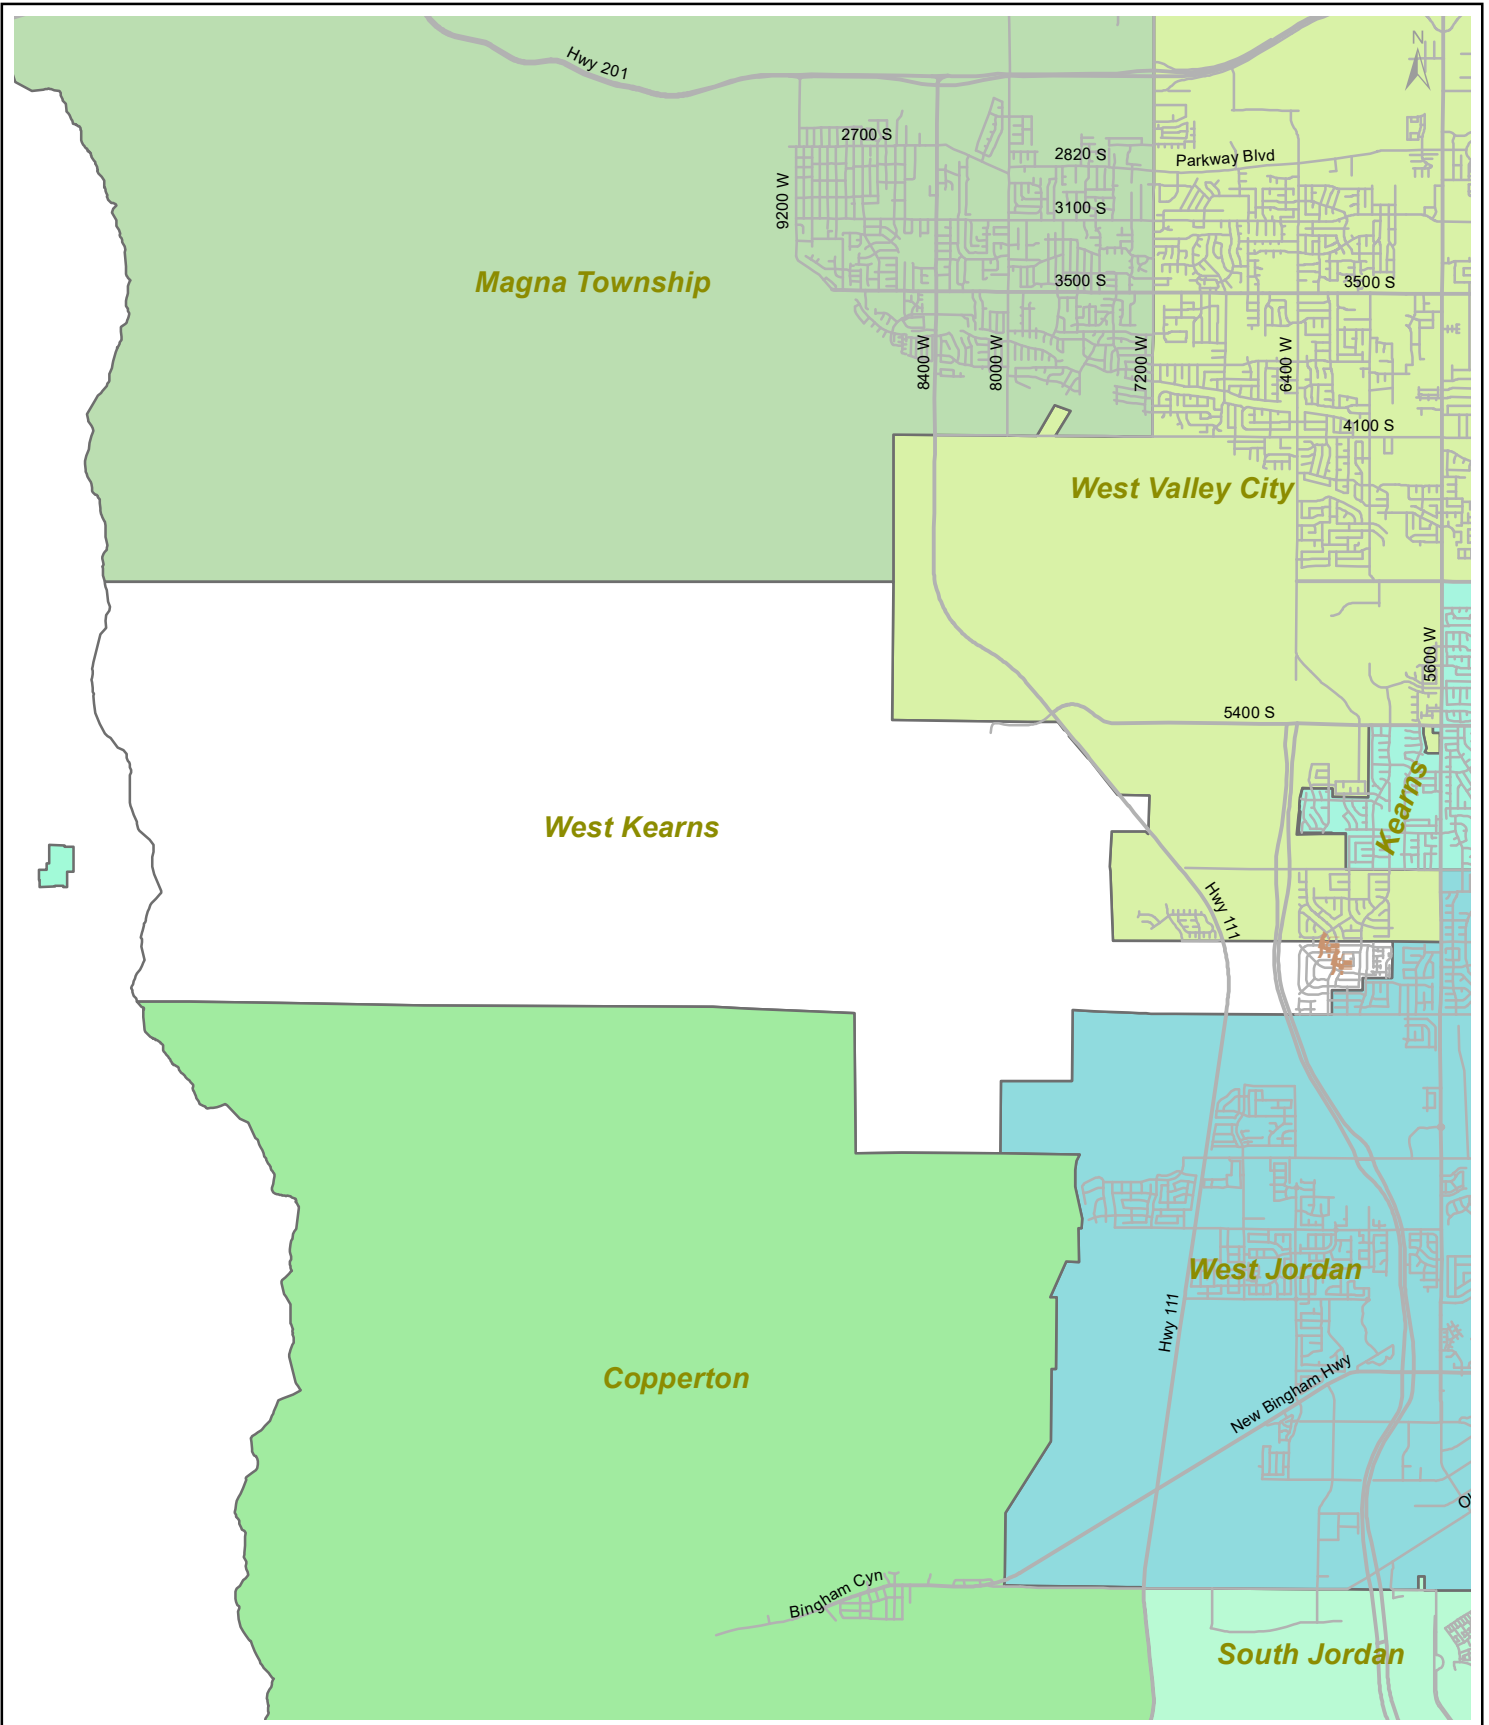 N
Hwy 201
2700 S
2820 S
Parkway Blvd
9200 W
3100 S
Magna Township
3500 S
3500 S
8400 W
8000 W
7200 W
6400 W
4100 S
West Valley City
5600 W
5400 S
Kearns
West Kearns
Hwy 111
West Jordan
Hwy 111
Copperton
New Bingham Hwy
Ol
Bingham Cyn
South Jordan